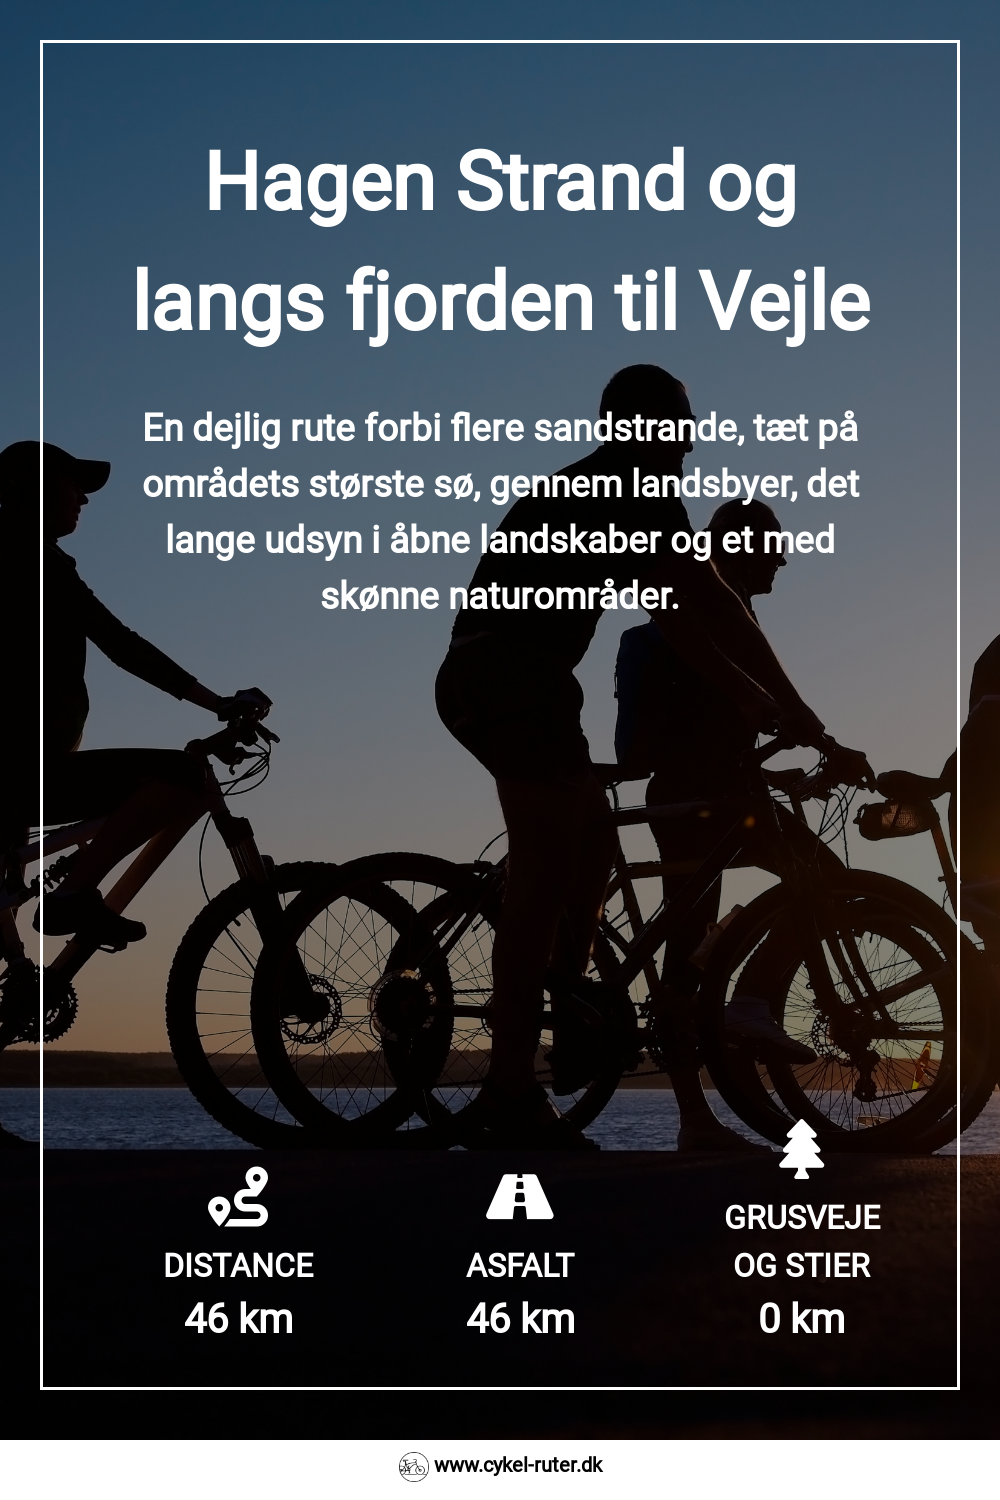 Hagen Strand og
langs fjorden til Vejle
En dejlig rute forbi flere sandstrande, tæt på
områdets største sø, gennem landsbyer, det
lange udsyn i åbne landskaber og et med
skønne naturområder.
DISTANCE
46 km
ASFALT
46 km
GRUSVEJE
OG STIER
0 km
www.cykel-ruter.dk